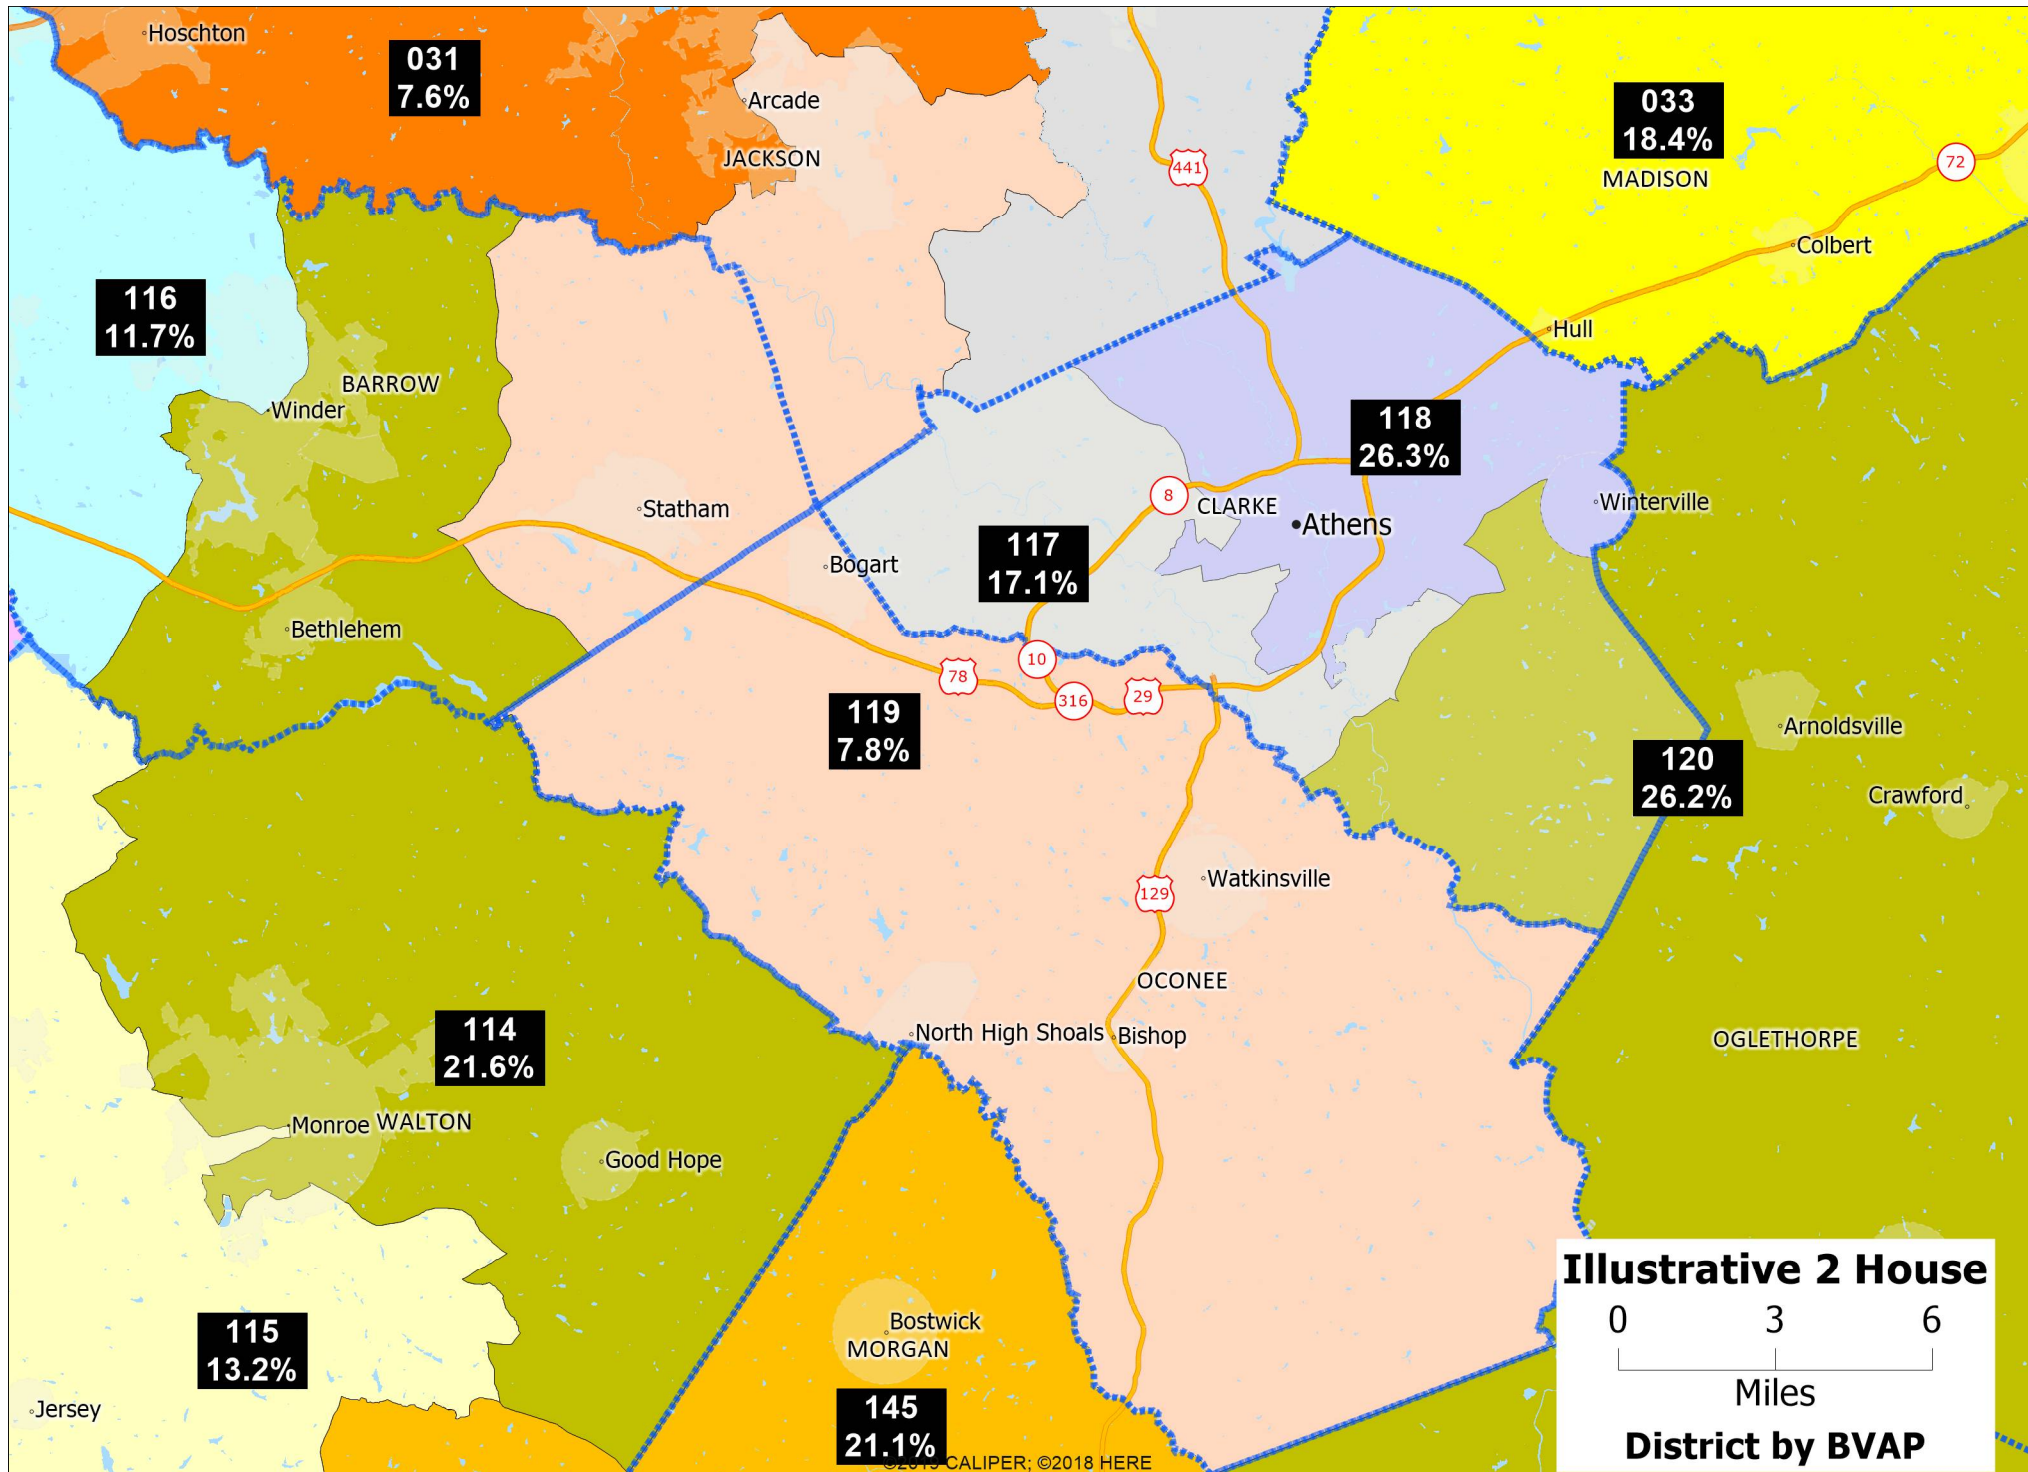 Hoschton
031
7.6%
Arcade
JACKSON
441
033
18.4%
MADISON
72
Colbert
116
11.7%
Hull
BARROW
Winder
118
26.3%
8
CLARKE
Winterville
Statham
Athens
117
17.1%
Bogart
Bethlehem
10
78
316
29
119
7.8%
Arnoldsville
120
26.2%
Crawford
Watkinsville
129
OCONEE
114
21.6%
North High Shoals
Bishop
OGLETHORPE
Monroe
WALTON
Good Hope
115
13.2%
Bostwick
MORGAN
Jersey
145
21.1%
©2019 CALIPER; ©2018 HERE
Illustrative 2 House
0 3 6
Miles
District by BVAP